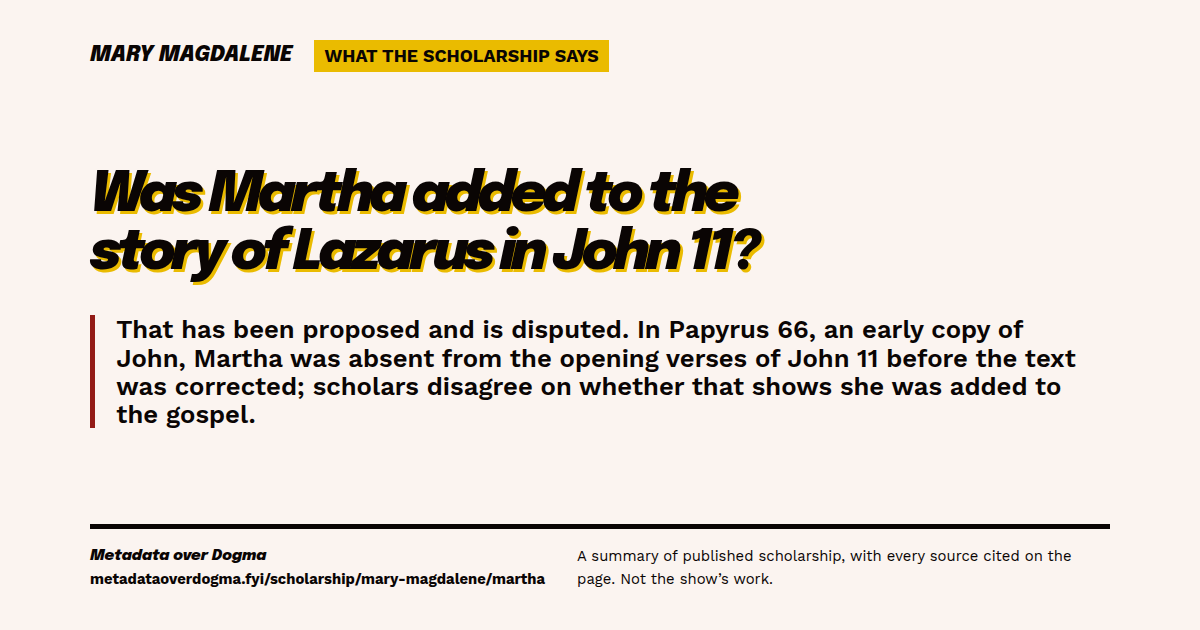 MARY MAGDALENE
WHAT THE SCHOLARSHIP SAYS
Was Martha added to the
story of Lazarus in John 11?
That has been proposed and is disputed. In Papyrus 66, an early copy of
John, Martha was absent from the opening verses of John 11 before the text
was corrected; scholars disagree on whether that shows she was added to
the gospel.
Metadata over Dogma
metadataoverdogma.fyi/scholarship/mary-magdalene/martha
A summary of published scholarship, with every source cited on the
page. Not the show’s work.